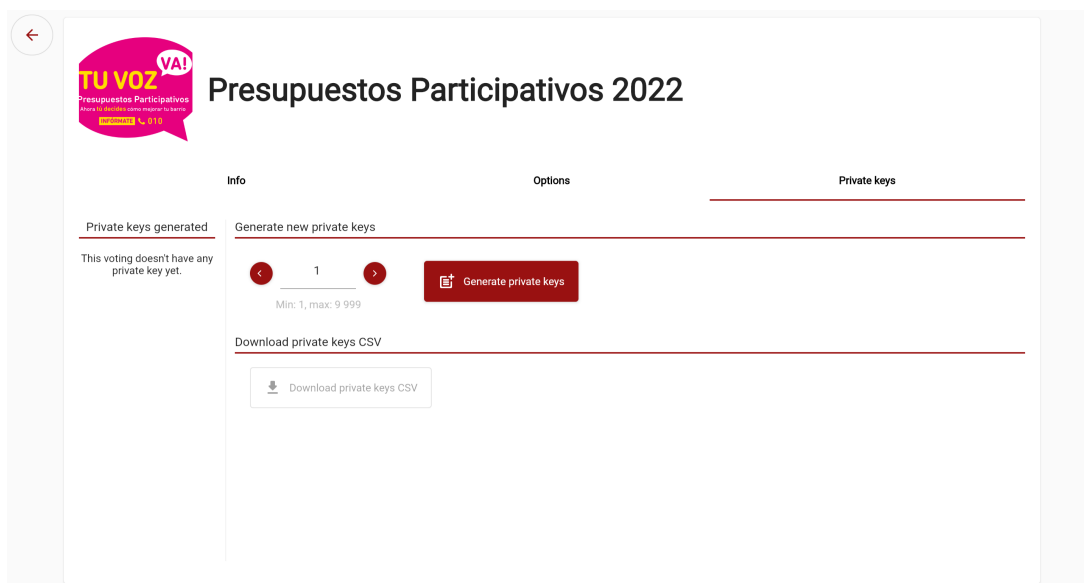 VA!
TU VOZ
Presupuestos Participativos
Ahora tú decides cómo mejorar tu barrio
INFÓRMATE 010
Presupuestos Participativos 2022
Info
Options
Private keys
Private keys generated
This voting doesn't have any
private key yet.
Generate new private keys
1
Min: 1, max: 9 999
Generate private keys
Download private keys CSV
Download private keys CSV